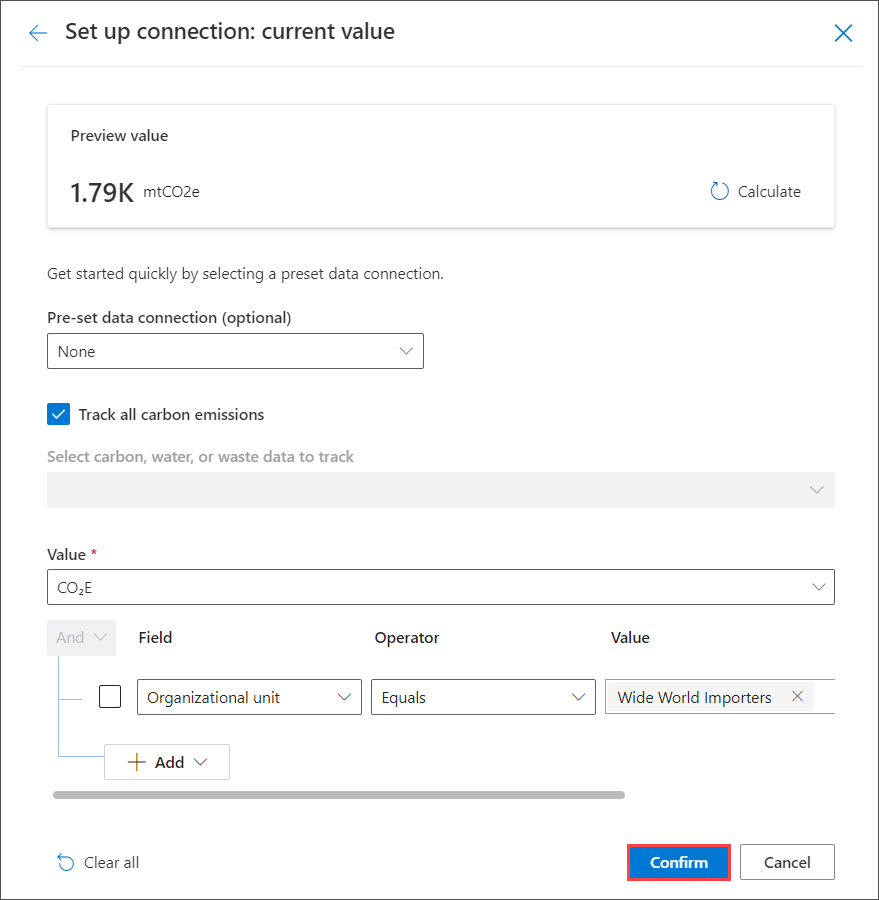 Set up connection: current value
Preview value
1.79K mtCO2e
Calculate
Get started quickly by selecting a preset data connection.
Pre-set data connection (optional)
None
Track all carbon emissions
Select carbon, water, or waste data to track
Value *
CO₂E
And Field Operator Value
Organizational unit Equals Wide World Importers
Add
Clear all Confirm Cancel